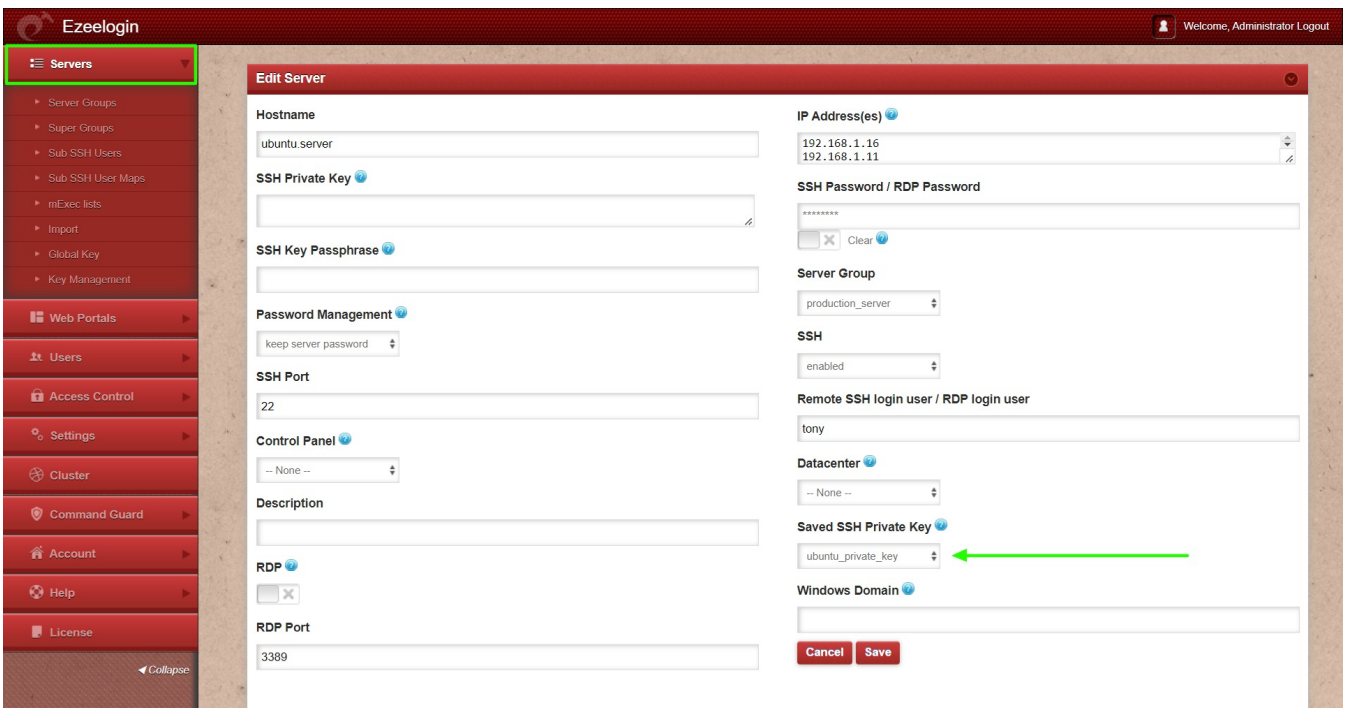 Ezeelogin
Welcome, Administrator Logout
Servers
Server Groups
Super Groups
Sub SSH Users
Sub SSH User Maps
mExec lists
Import
Global Key
Key Management
Web Portals
Users
Access Control
Settings
Cluster
Command Guard
Account
Help
License
Collapse
Edit Server
Hostname
ubuntu.server
SSH Private Key
SSH Key Passphrase
Password Management
keep server password
SSH Port
22
Control Panel
-- None --
Description
RDP
RDP Port
3389
IP Address(es)
192.168.1.16
192.168.1.11
SSH Password / RDP Password
********
Clear
Server Group
production_server
SSH
enabled
Remote SSH login user / RDP login user
tony
Datacenter
-- None --
Saved SSH Private Key
ubuntu_private_key
Windows Domain
Cancel Save